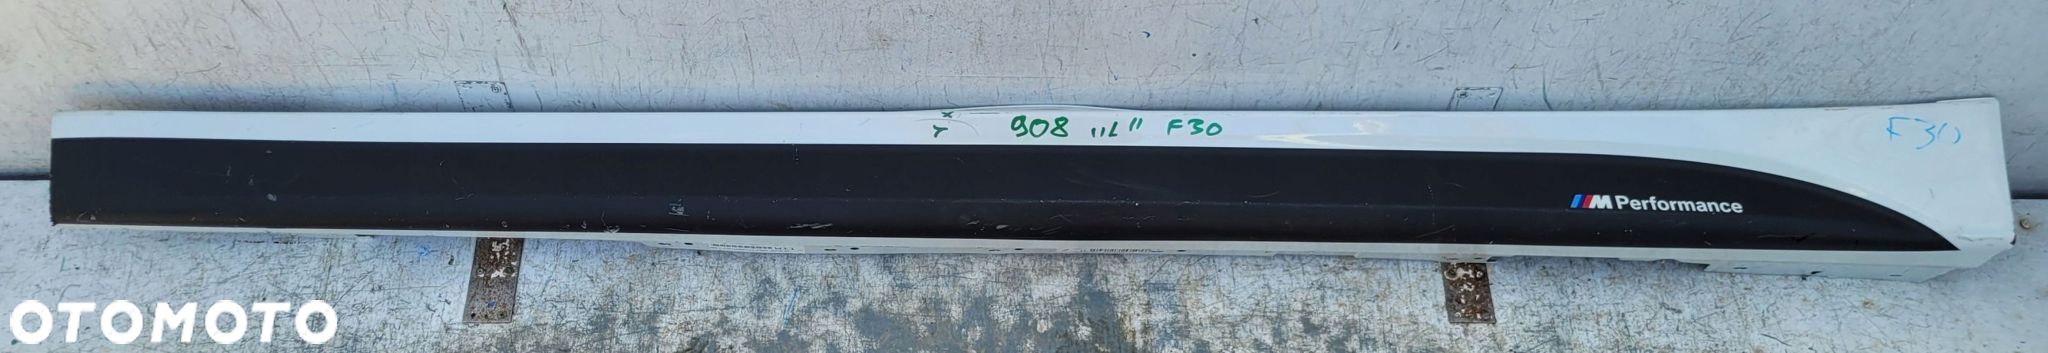 908 "L" F30
F30
M Performance
OTOMOTO